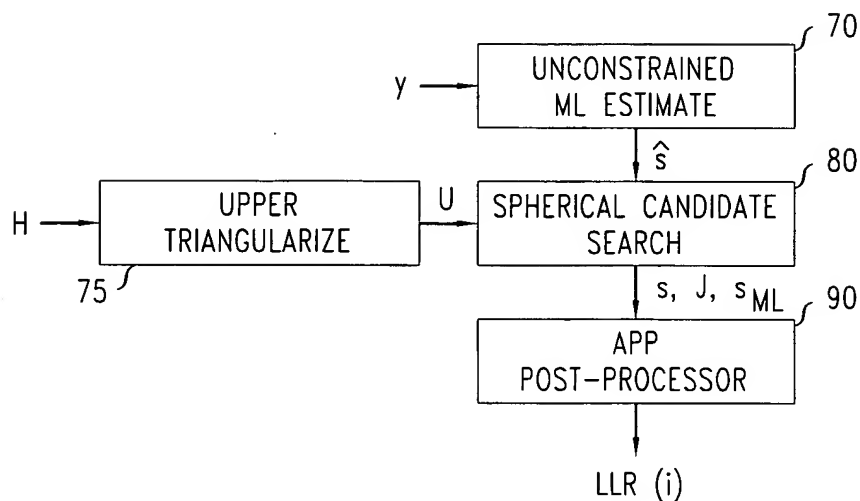 70
UNCONSTRAINED
ML ESTIMATE
y
ŝ
80
UPPER
TRIANGULARIZE
H
U
SPHERICAL CANDIDATE
SEARCH
75
s, J, s_ML
90
APP
POST-PROCESSOR
LLR (i)